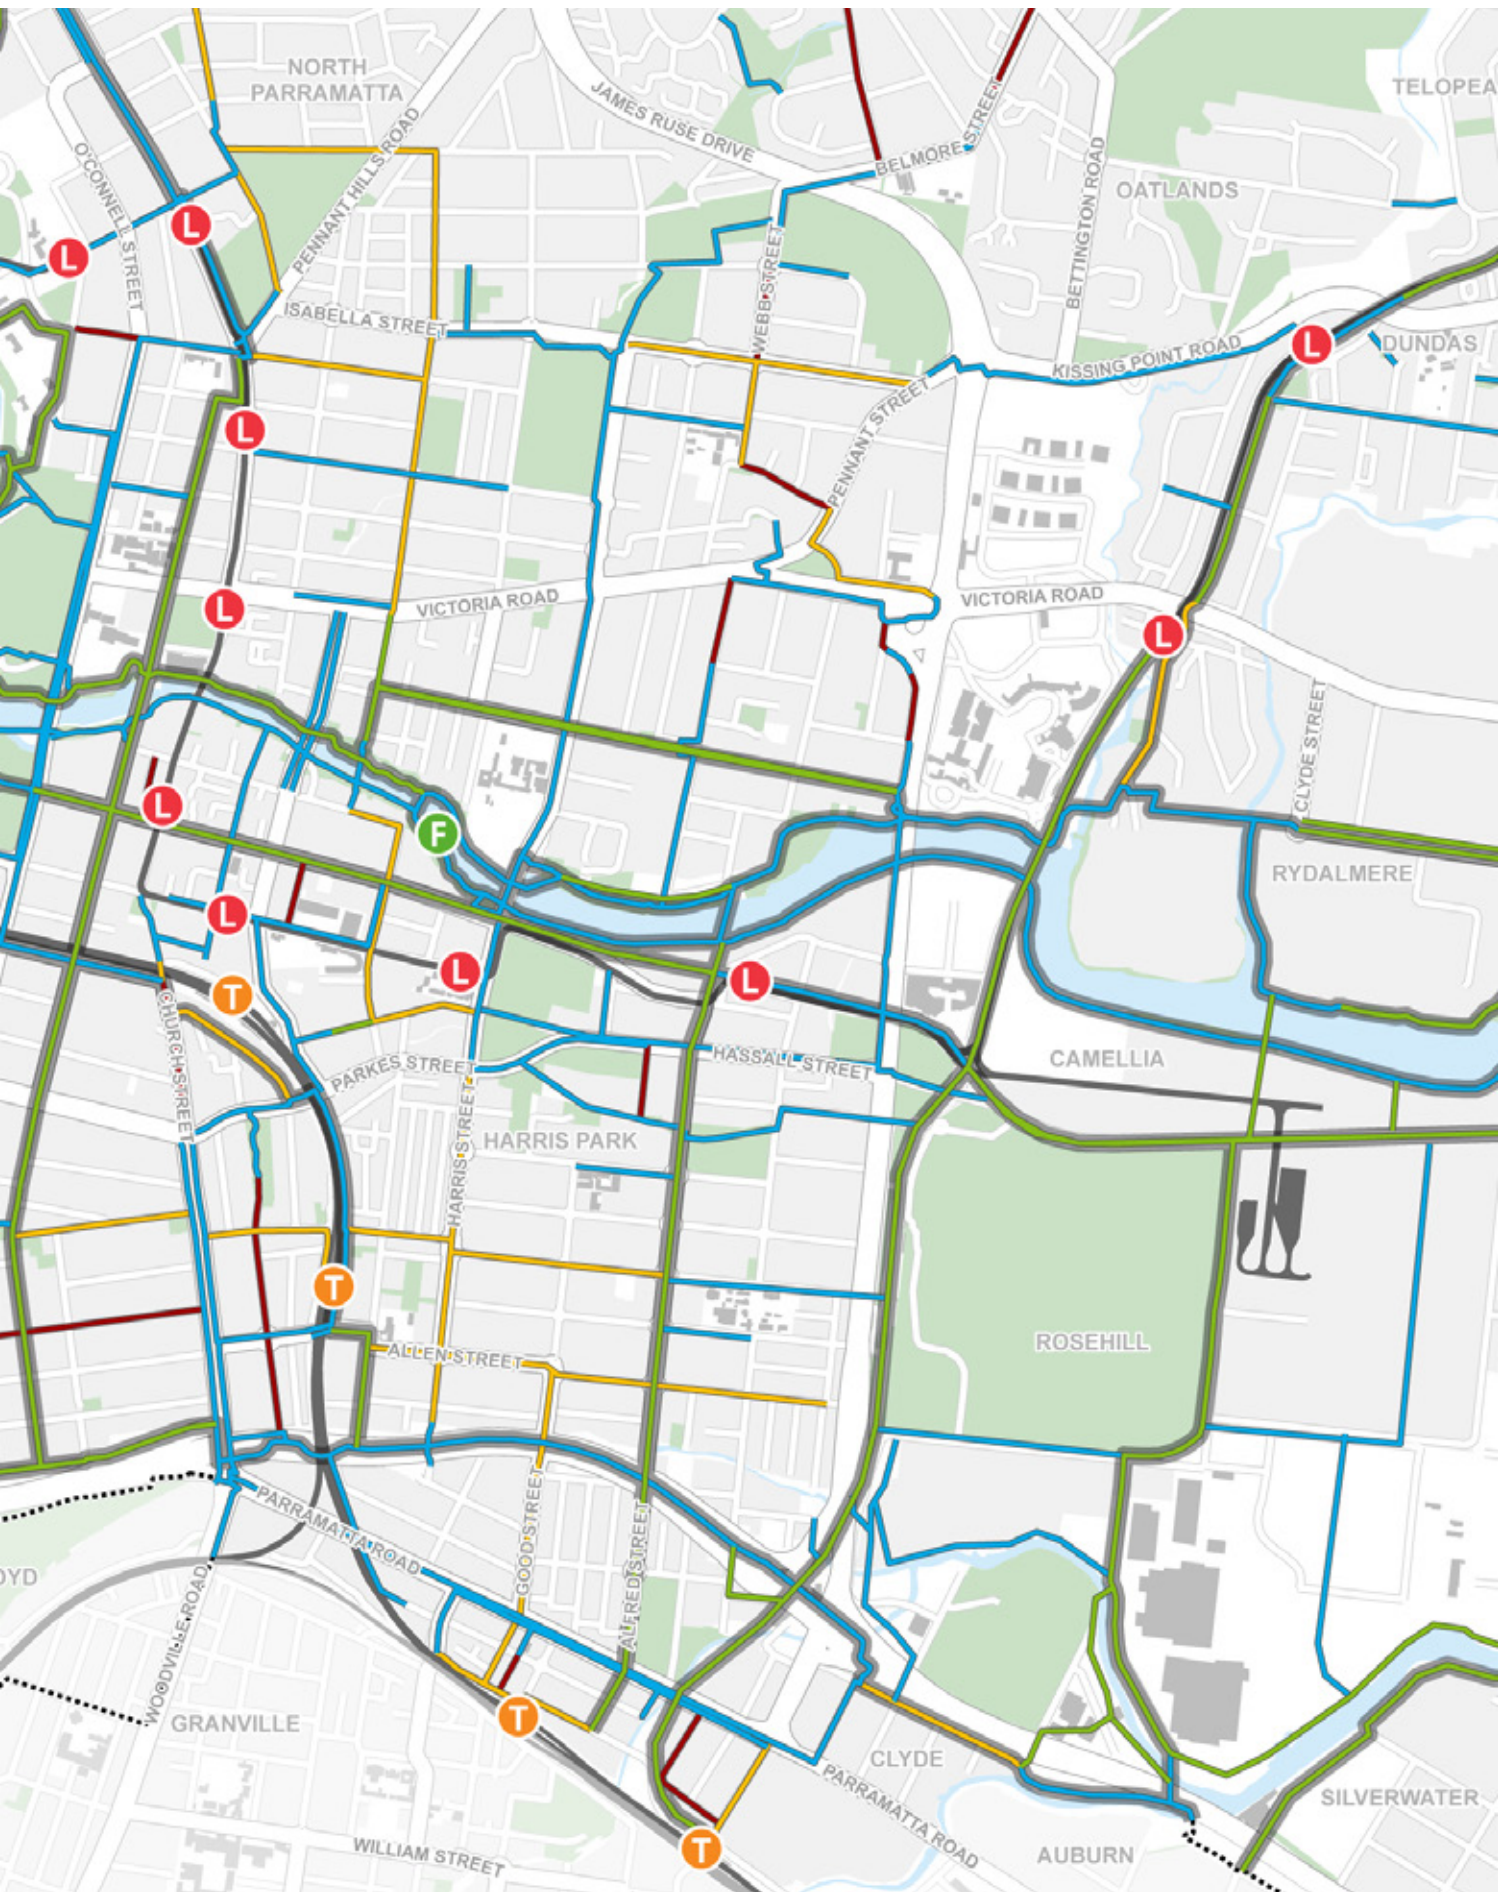 NORTH
PARRAMATTA
TELOPEA
JAMES RUSE DRIVE
BELMORE STREET
O'CONNELL STREET
PENNANT HILLS ROAD
OATLANDS
BETTINGTON ROAD
L
L
WEBB STREET
ISABELLA STREET
KISSING POINT ROAD
L
DUNDAS
PENNANT STREET
L
VICTORIA ROAD
VICTORIA ROAD
L
L
CLYDE STREET
L
F
RYDALMERE
L
L
L
T
CHURCH STREET
PARKES STREET
HASSALL STREET
CAMELLIA
HARRIS STREET
HARRIS PARK
T
ROSEHILL
ALLEN STREET
PARRAMATTA ROAD
GOOD STREET
ALFRED STREET
OYD
WOODVILLE ROAD
GRANVILLE
T
CLYDE
PARRAMATTA ROAD
SILVERWATER
WILLIAM STREET
T
AUBURN